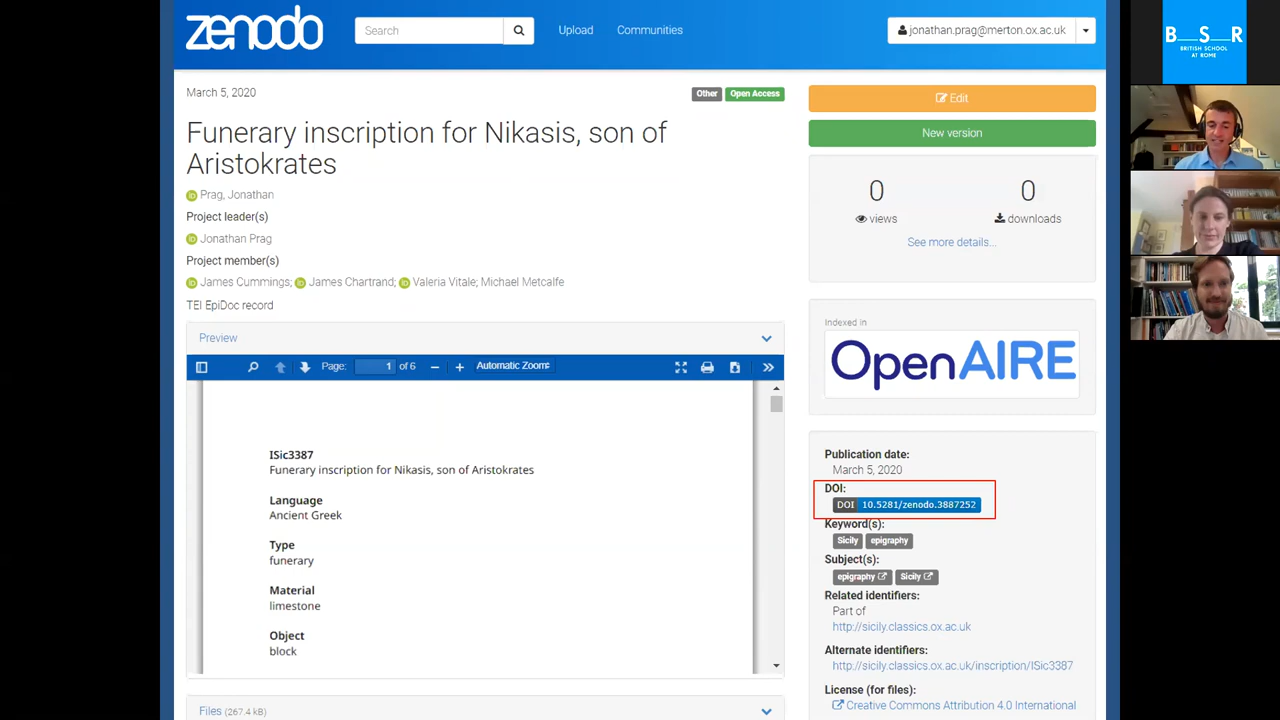 zenodo
Search
Upload
Communities
jonathan.prag@merton.ox.ac.uk
B__S__R
BRITISH SCHOOL
AT ROME
March 5, 2020
Other
Open Access
Funerary inscription for Nikasis, son of
Aristokrates
iD Prag, Jonathan
Project leader(s)
iD Jonathan Prag
Project member(s)
iD James Cummings; iD James Chartrand; iD Valeria Vitale; Michael Metcalfe
TEI EpiDoc record
Preview
Page: 1 of 6
Automatic Zoom
ISic3387
Funerary inscription for Nikasis, son of Aristokrates
Language
Ancient Greek
Type
funerary
Material
limestone
Object
block
Files (267.4 kB)
Edit
New version
0
views
0
downloads
See more details...
Indexed in
OpenAIRE
Publication date:
March 5, 2020
DOI:
DOI 10.5281/zenodo.3887252
Keyword(s):
Sicily epigraphy
Subject(s):
epigraphy Sicily
Related identifiers:
Part of
http://sicily.classics.ox.ac.uk
Alternate identifiers:
http://sicily.classics.ox.ac.uk/inscription/ISic3387
License (for files):
Creative Commons Attribution 4.0 International